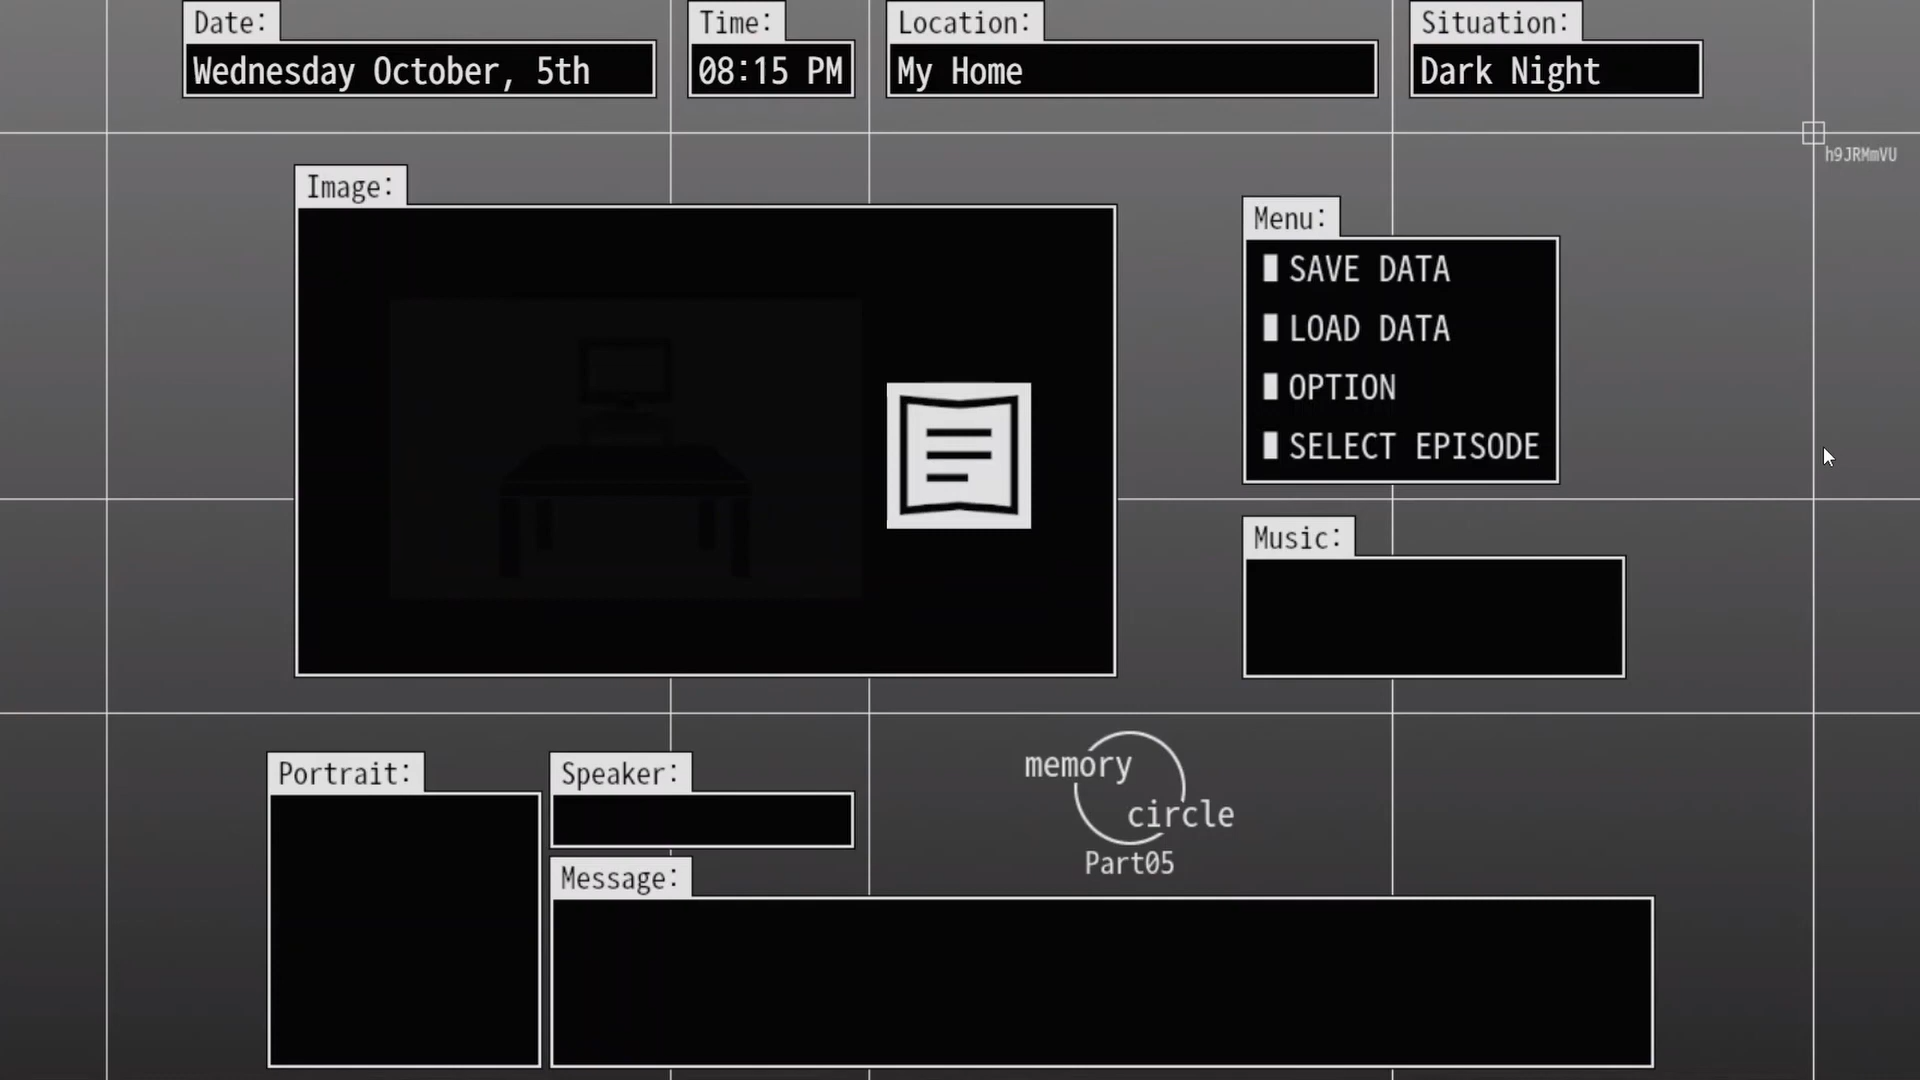 Date:
Wednesday October, 5th
Time:
08:15 PM
Location:
My Home
Situation:
Dark Night
h9JRMmVU
Image:
Menu:
SAVE DATA
LOAD DATA
OPTION
SELECT EPISODE
Music:
Portrait:
Speaker:
memory
circle
Part05
Message: